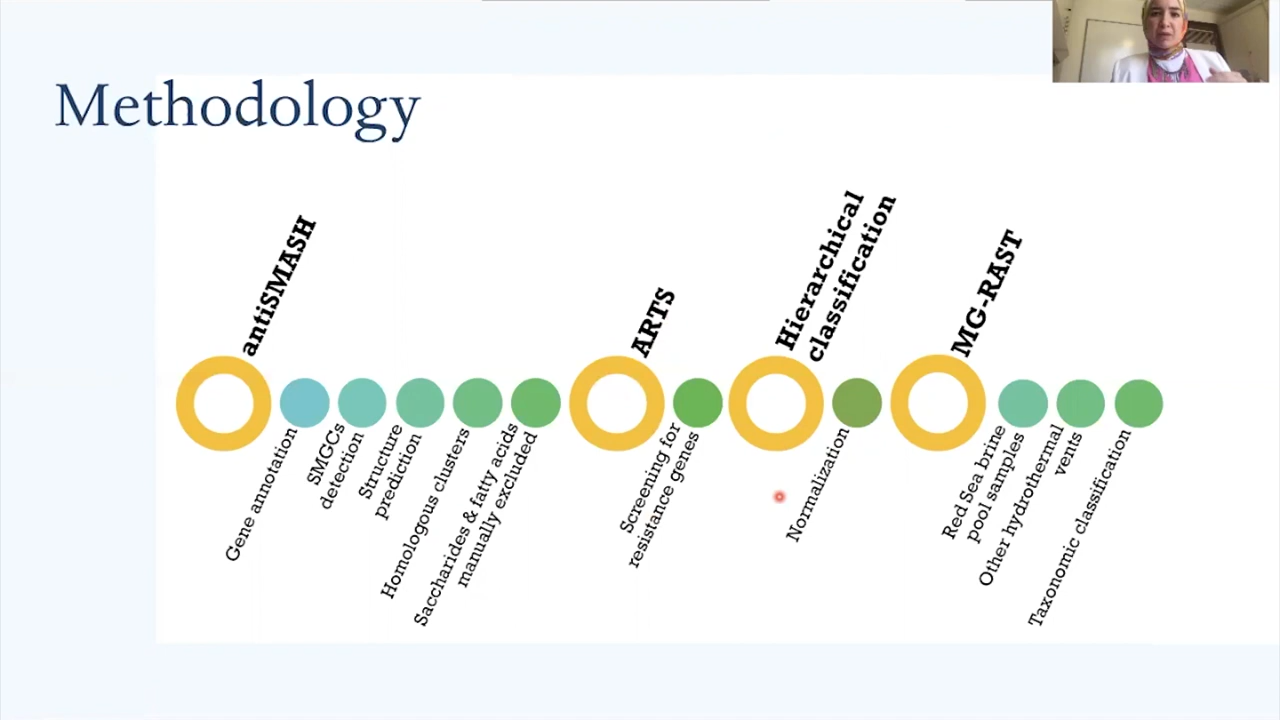 Methodology
antiSMASH
Gene annotation
SMGCs
detection
Structure
prediction
Homologous clusters
Saccharides & fatty acids
manually excluded
ARTS
Screening for
resistance genes
Hierarchical
classification
Normalization
MG-RAST
Red Sea brine
pool samples
Other hydrothermal
vents
Taxonomic classification